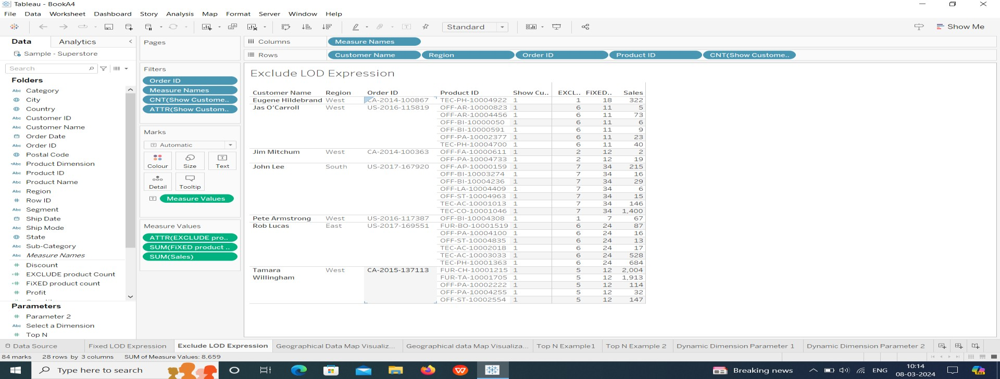 Tableau - BookA4
File Data Worksheet Dashboard Story Analysis Map Format Server Window Help
Standard
Show Me
Data Analytics
Sample - Superstore
Search
Folders
Abc Category
City
Country
Abc Customer ID
Abc Customer Name
Order Date
Abc Order ID
Postal Code
Abc Product Dimension
Abc Product ID
Abc Product Name
Abc Region
# Row ID
Abc Segment
Ship Date
Abc Ship Mode
State
Abc Sub-Category
Abc Measure Names
# Discount
# EXCLUDE product Count
# FiXED product count
# Profit
Parameters
# Parameter 2
Abc Select a Dimension
# Top N
Pages
Filters
Order ID
Measure Names
CNT(Show Custome..
ATTR(Show Custom..
Marks
Automatic
Colour Size Text
Detail Tooltip
Measure Values
Measure Values
ATTR(EXCLUDE pro..
SUM(FiXED product ..
SUM(Sales)
Columns Measure Names
Rows Customer Name Region Order ID Product ID CNT(Show Custome..
Exclude LOD Expression
Customer Name Region Order ID Product ID Show Cu.. EXCL.. FiXED.. Sales
Eugene Hildebrand West CA-2014-100867 TEC-PH-10004922 1 1 18 322
Jas O'Carroll West US-2016-115819 OFF-AR-10000823 1 6 11 5
OFF-AR-10004456 1 6 11 73
OFF-BI-10000050 1 6 11 6
OFF-BI-10000591 1 6 11 9
OFF-PA-10002377 1 6 11 23
TEC-PH-10004700 1 6 11 40
Jim Mitchum West CA-2014-100363 OFF-FA-10000611 1 2 12 2
OFF-PA-10004733 1 2 12 19
John Lee South US-2017-167920 OFF-AP-10000159 1 7 34 215
OFF-BI-10003274 1 7 34 16
OFF-BI-10004236 1 7 34 29
OFF-LA-10004409 1 7 34 6
OFF-ST-10004963 1 7 34 15
TEC-AC-10001013 1 7 34 146
TEC-CO-10001046 1 7 34 1,400
Pete Armstrong West US-2016-117387 OFF-BI-10004308 1 1 7 67
Rob Lucas East US-2017-169551 FUR-BO-10001519 1 6 24 87
OFF-PA-10004100 1 6 24 16
OFF-ST-10004835 1 6 24 13
TEC-AC-10002018 1 6 24 17
TEC-AC-10003033 1 6 24 528
TEC-PH-10001363 1 6 24 684
Tamara Willingham West CA-2015-137113 FUR-CH-10001215 1 5 12 2,004
FUR-TA-10001705 1 5 12 1,913
OFF-PA-10002222 1 5 12 114
OFF-PA-10004255 1 5 12 32
OFF-ST-10002554 1 5 12 147
Data Source Fixed LOD Expression Exclude LOD Expression Geographical Data Map Visualiz... Geographical data Map Visualiza... Top N Example1 Top N Example 2 Dynamic Dimension Parameter 1 Dynamic Dimension Parameter 2
84 marks 28 rows by 3 columns SUM of Measure Values: 8,659
Type here to search
Breaking news
ENG
10:14
08-03-2024